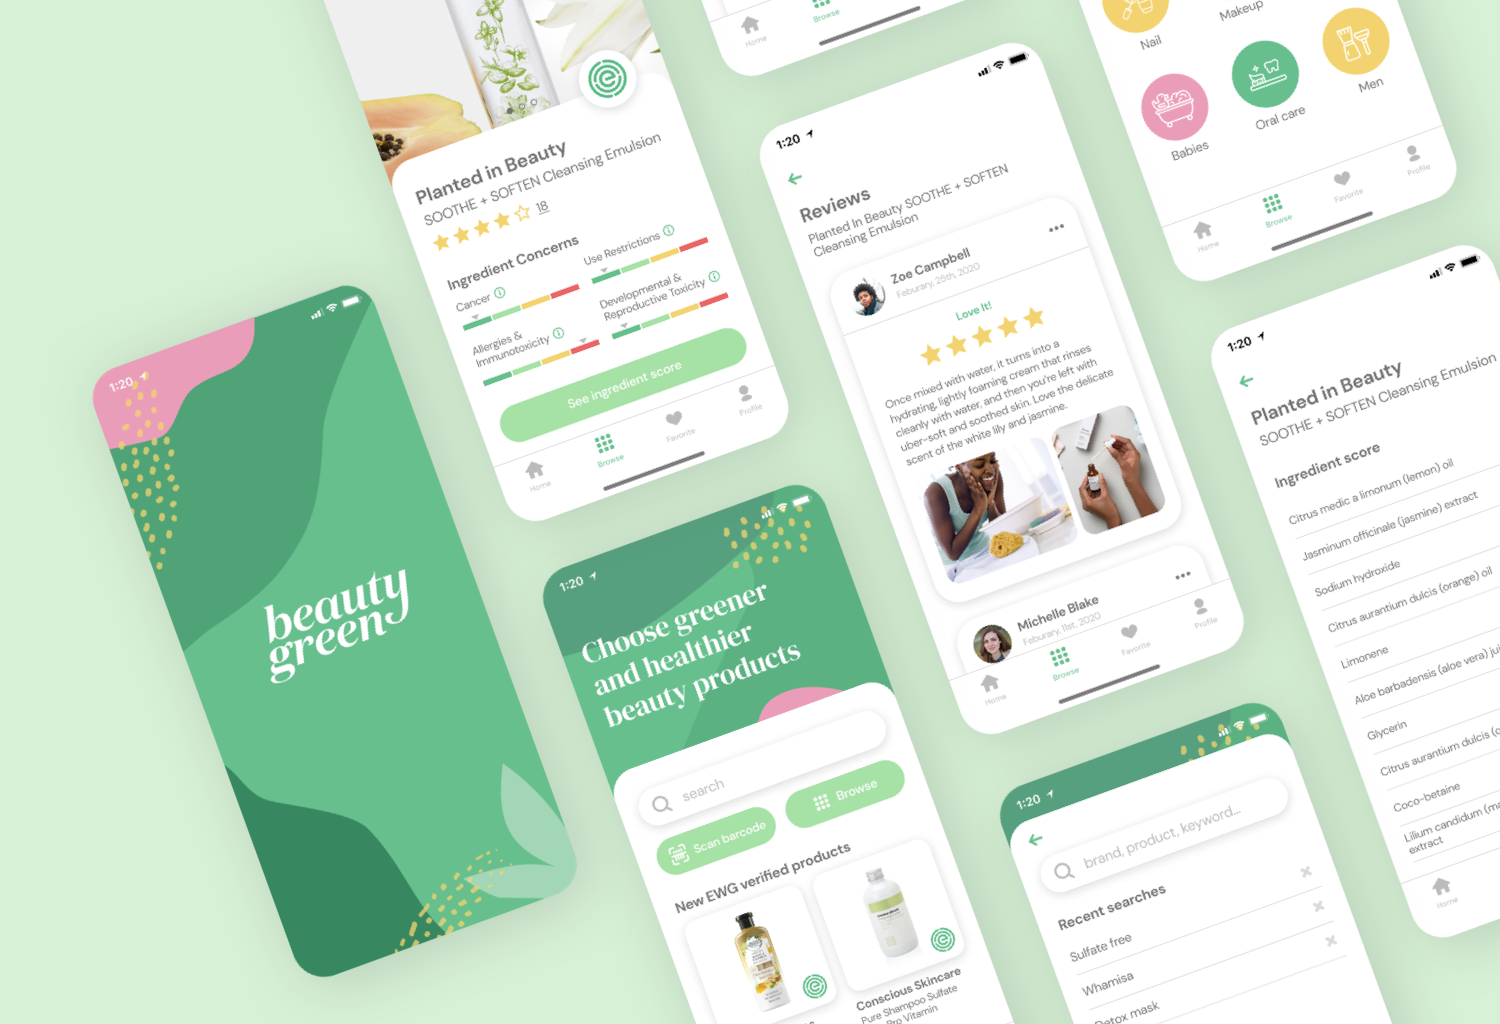 1:20
beauty
green
Planted in Beauty
SOOTHE + SOFTEN Cleansing Emulsion
18
Ingredient Concerns
Cancer
Use Restrictions
Allergies &
Immunotoxicity
Developmental &
Reproductive Toxicity
See ingredient score
Home
Browse
Favorite
Profile
1:20
Choose greener
and healthier
beauty products
search
Scan barcode
Browse
New EWG verified products
Conscious Skincare
Pure Shampoo Sulfate
Pro Vitamin
Home
Browse
1:20
Reviews
Planted In Beauty SOOTHE + SOFTEN
Cleansing Emulsion
Zoe Campbell
Feburary, 25th, 2020
Love It!
Once mixed with water, it turns into a
hydrating, lightly foaming cream that rinses
cleanly with water, and then you're left with
uber-soft and soothed skin. Love the delicate
scent of the white lily and jasmine.
Michelle Blake
Feburary, 11st, 2020
Home
Browse
Favorite
Profile
Nail
Makeup
Babies
Oral care
Men
Home
Browse
Favorite
Profile
1:20
brand, product, keyword...
Recent searches
Sulfate free
Whamisa
Detox mask
1:20
Planted in Beauty
SOOTHE + SOFTEN Cleansing Emulsion
Ingredient score
Citrus medic a limonum (lemon) oil
Jasminum officinale (jasmine) extract
Sodium hydroxide
Citrus aurantium dulcis (orange) oil
Limonene
Aloe barbadensis (aloe vera) jui
Glycerin
Citrus aurantium dulcis (o
Coco-betaine
Lilium candidum (ma
extract
Home